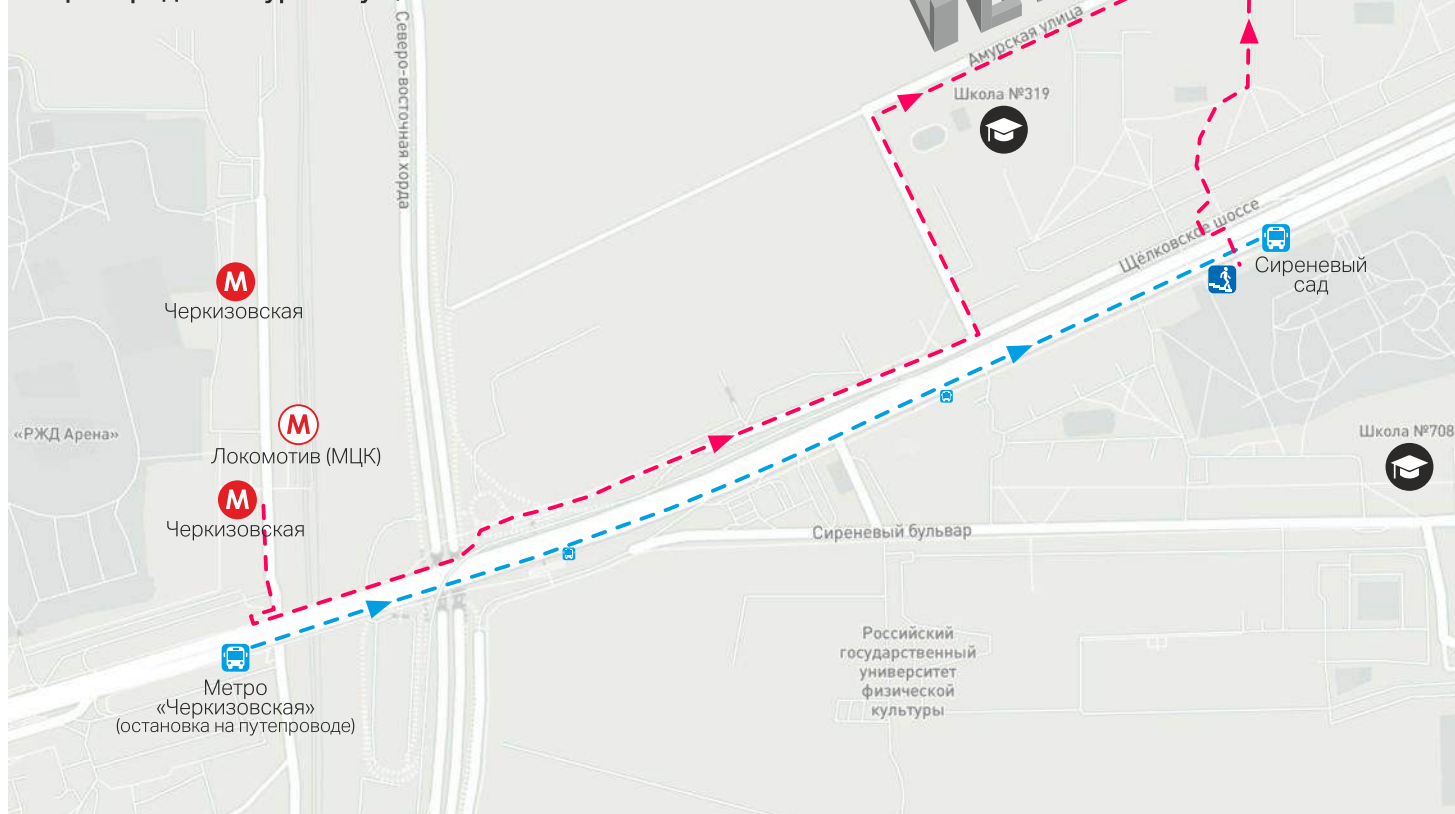 Северо-восточная хорда
Амурская улица
Школа №319
Щёлковское шоссе
Сиреневый
сад
М
Черкизовская
М
Локомотив (МЦК)
«РЖД Арена»
М
Черкизовская
Школа №708
Сиреневый бульвар
Российский
государственный
университет
физической
культуры
Метро
«Черкизовская»
(остановка на путепроводе)